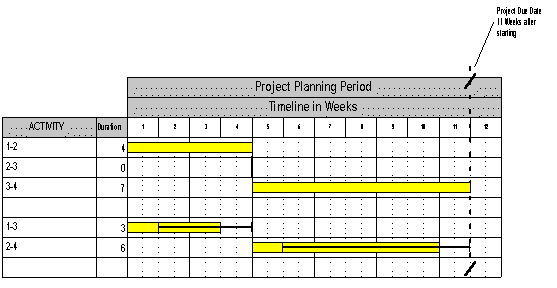 Project Due Date
11 Weeks after
starting
Project Planning Period
Timeline in Weeks
ACTIVITY Duration 1 2 3 4 5 6 7 8 9 10 11 12
1-2 4
2-3 0
3-4 7
1-3 3
2-4 6